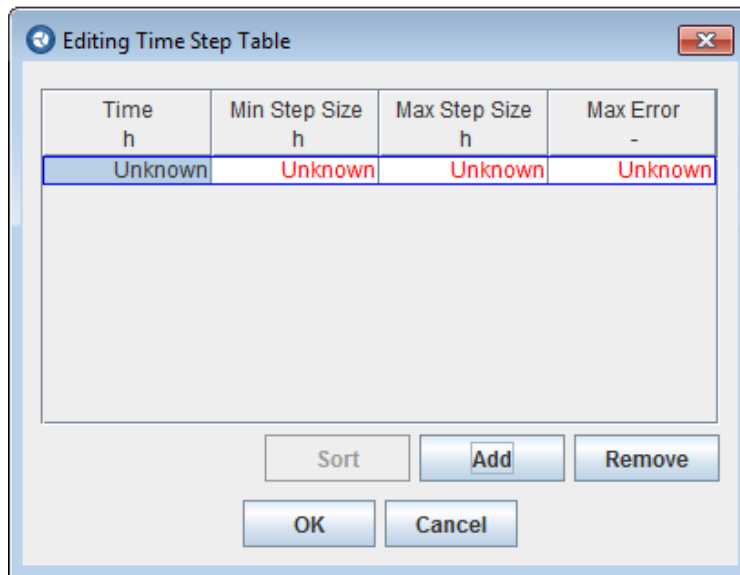 Editing Time Step Table
Time Min Step Size Max Step Size Max Error
h h h -
Unknown Unknown Unknown Unknown
Sort Add Remove
OK Cancel